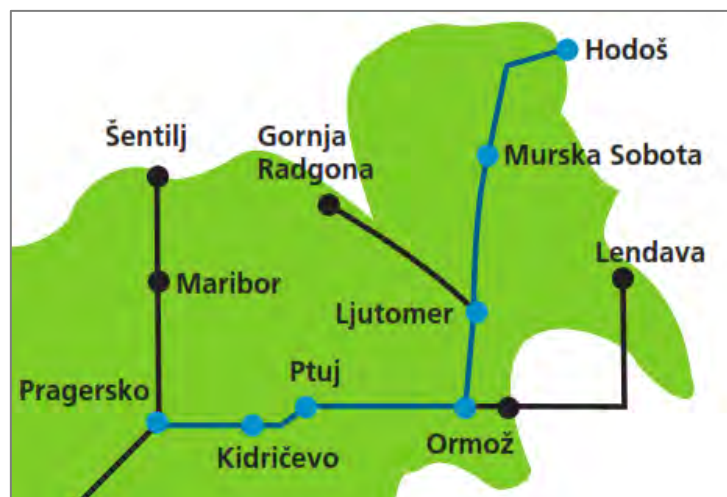 Hodoš
Šentilj
Gornja
Radgona
Murska Sobota
Lendava
Maribor
Ljutomer
Ptuj
Pragersko
Ormož
Kidričevo